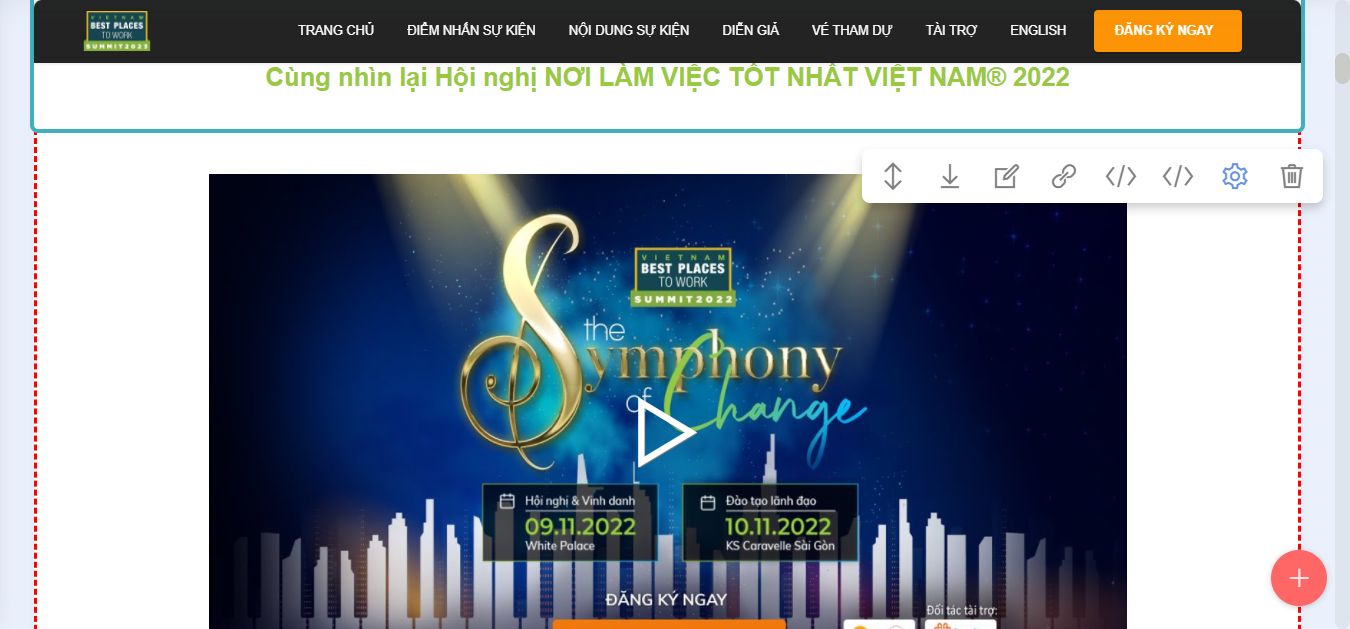 VIETNAM
BEST PLACES
TO WORK
SUMMIT2023
TRANG CHỦ
ĐIỂM NHẤN SỰ KIỆN
NỘI DUNG SỰ KIỆN
DIỄN GIẢ
VÉ THAM DỰ
TÀI TRỢ
ENGLISH
ĐĂNG KÝ NGAY
Cùng nhìn lại Hội nghị NƠI LÀM VIỆC TỐT NHẤT VIỆT NAM® 2022
VIETNAM
BEST PLACES
TO WORK
SUMMIT2022
the
Symphony
of Change
Hội nghị & Vinh danh
09.11.2022
White Palace
Đào tạo lãnh đạo
10.11.2022
KS Caravelle Sài Gòn
ĐĂNG KÝ NGAY
Đối tác tài trợ: